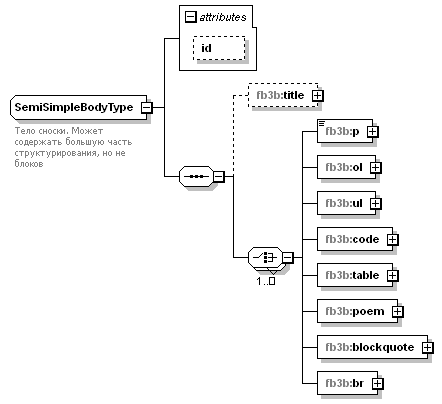 attributes
id
SemiSimpleBodyType
Тело сноски. Может
содержать большую часть
структурирования, но не
блоков
fb3b:title
1..0
fb3b:p
fb3b:ol
fb3b:ul
fb3b:code
fb3b:table
fb3b:poem
fb3b:blockquote
fb3b:br